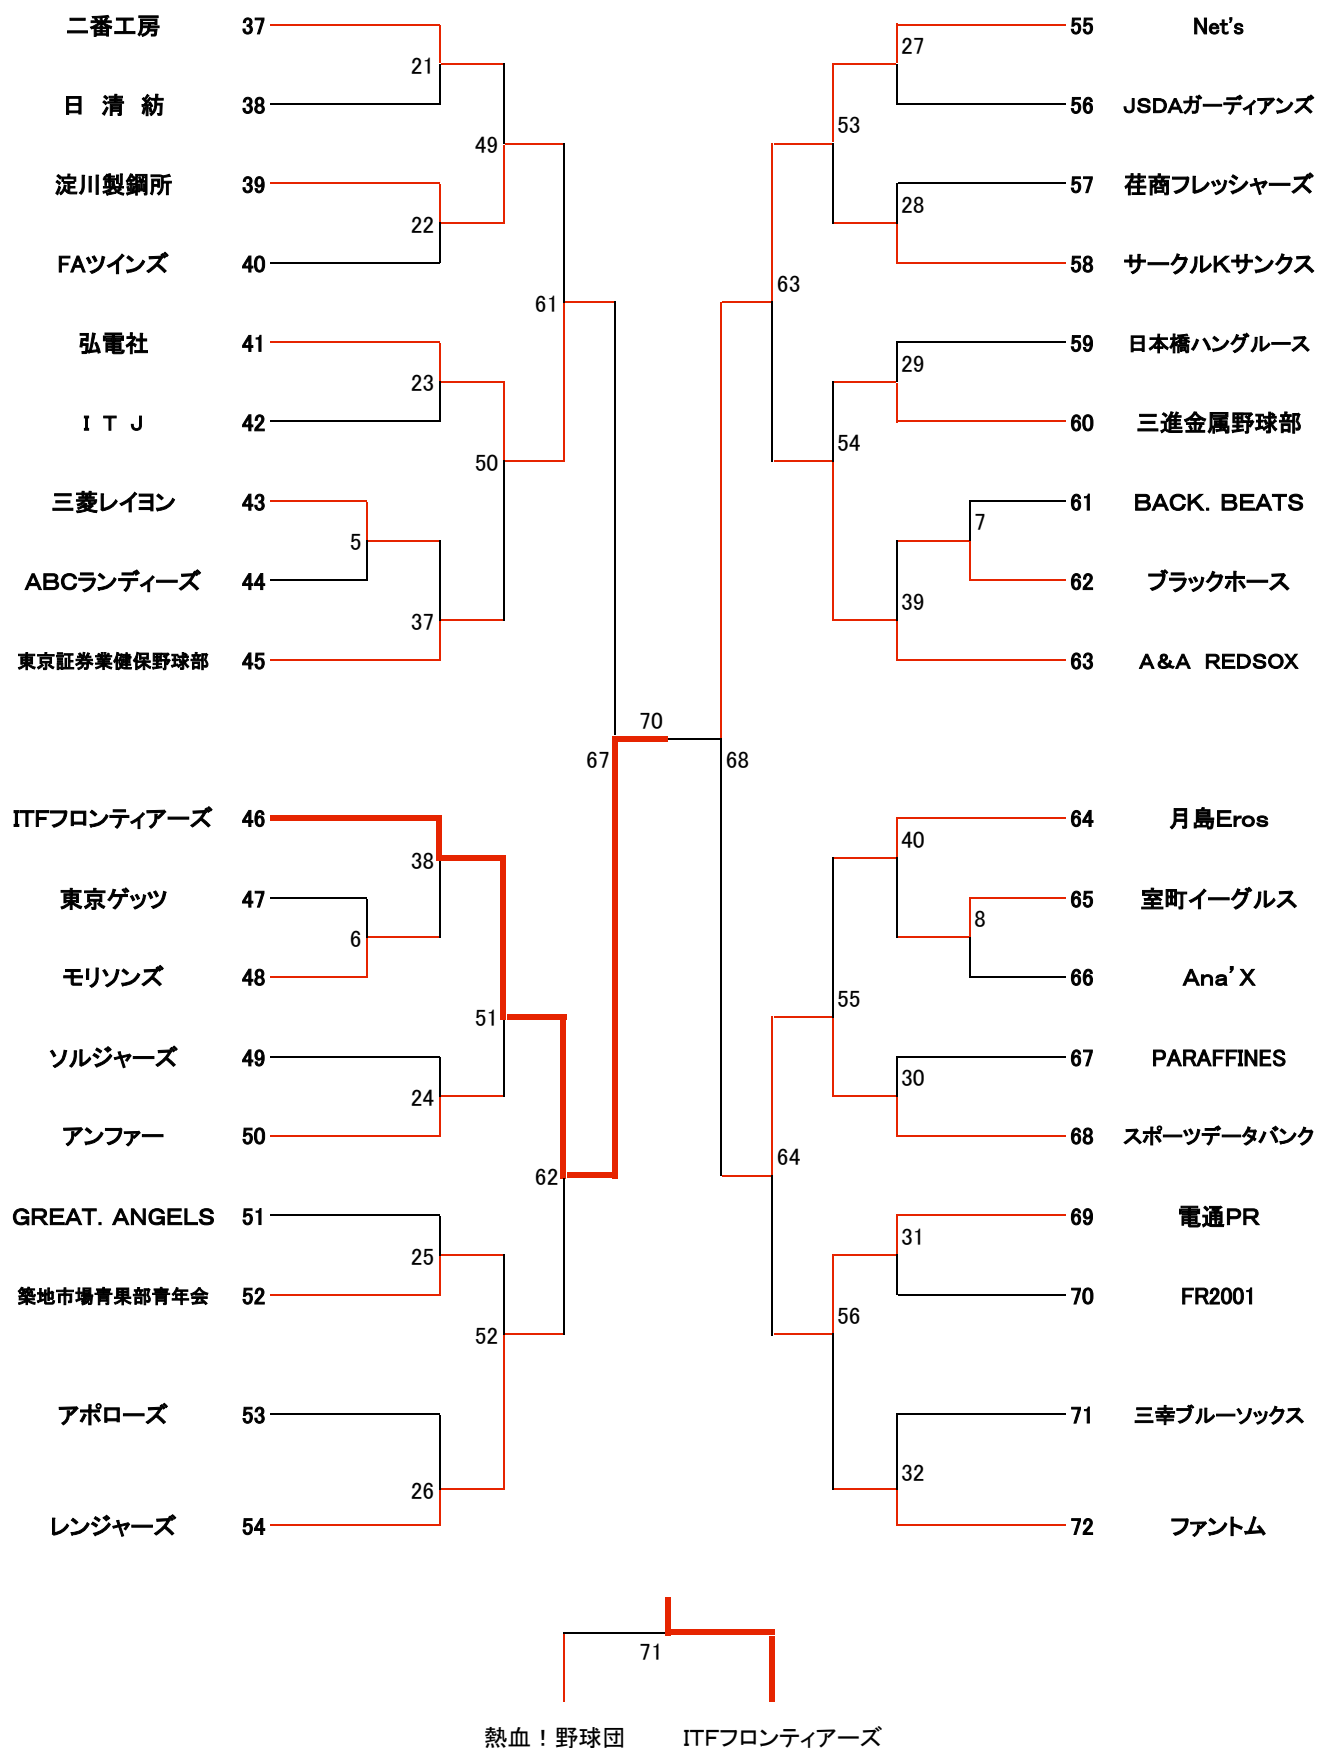 二番工房 37
21
日 清 紡 38
49
淀川製鋼所 39
22
FAツインズ 40
61
弘電社 41
23
I T J 42
50
三菱レイヨン 43
5
ABCランディーズ 44
37
東京証券業健保野球部 45
70
67
68
ITFフロンティアーズ 46
38
東京ゲッツ 47
6
モリソンズ 48
51
ソルジャーズ 49
24
アンファー 50
62
GREAT. ANGELS 51
25
築地市場青果部青年会 52
52
アポローズ 53
26
レンジャーズ 54
55 Net's
27
56 JSDAガーディアンズ
53
57 荏商フレッシャーズ
28
58 サークルKサンクス
63
59 日本橋ハングルース
29
60 三進金属野球部
54
61 BACK. BEATS
7
62 ブラックホース
39
63 A&A REDSOX
64 月島Eros
40
65 室町イーグルス
8
66 Ana'X
55
67 PARAFFINES
30
68 スポーツデータバンク
64
69 電通PR
31
70 FR2001
56
71 三幸ブルーソックス
32
72 ファントム
71
熱血！野球団 ITFフロンティアーズ